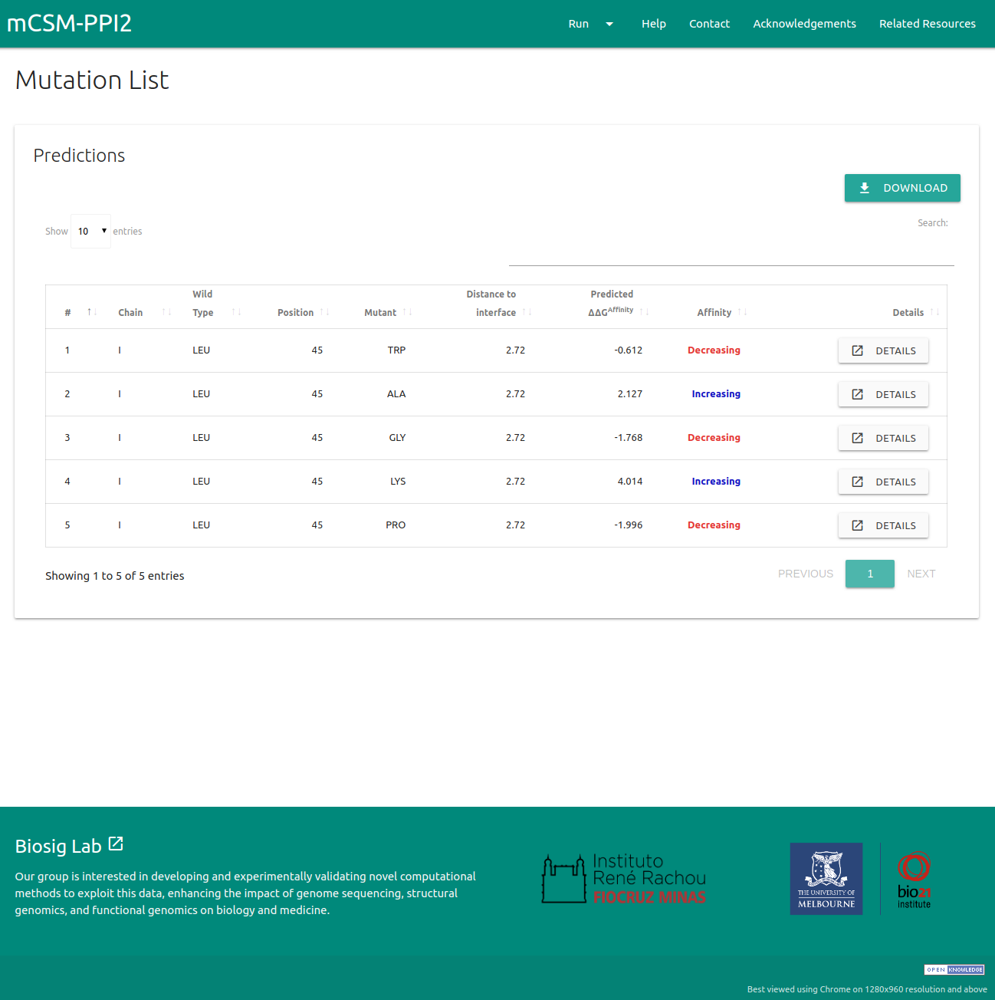 mCSM-PPI2
Run Help Contact Acknowledgements Related Resources
Mutation List
Predictions
DOWNLOAD
Show 10 entries
Search:
# Chain Wild Type Position Mutant Distance to interface Predicted ΔΔG^Affinity Affinity Details
1 I LEU 45 TRP 2.72 -0.612 Decreasing DETAILS
2 I LEU 45 ALA 2.72 2.127 Increasing DETAILS
3 I LEU 45 GLY 2.72 -1.768 Decreasing DETAILS
4 I LEU 45 LYS 2.72 4.014 Increasing DETAILS
5 I LEU 45 PRO 2.72 -1.996 Decreasing DETAILS
Showing 1 to 5 of 5 entries
PREVIOUS 1 NEXT
Biosig Lab
Our group is interested in developing and experimentally validating novel computational
methods to exploit this data, enhancing the impact of genome sequencing, structural
genomics, and functional genomics on biology and medicine.
Instituto
René Rachou
FIOCRUZ MINAS
THE UNIVERSITY OF
MELBOURNE
bio21
institute
OPEN KNOWLEDGE
Best viewed using Chrome on 1280x960 resolution and above